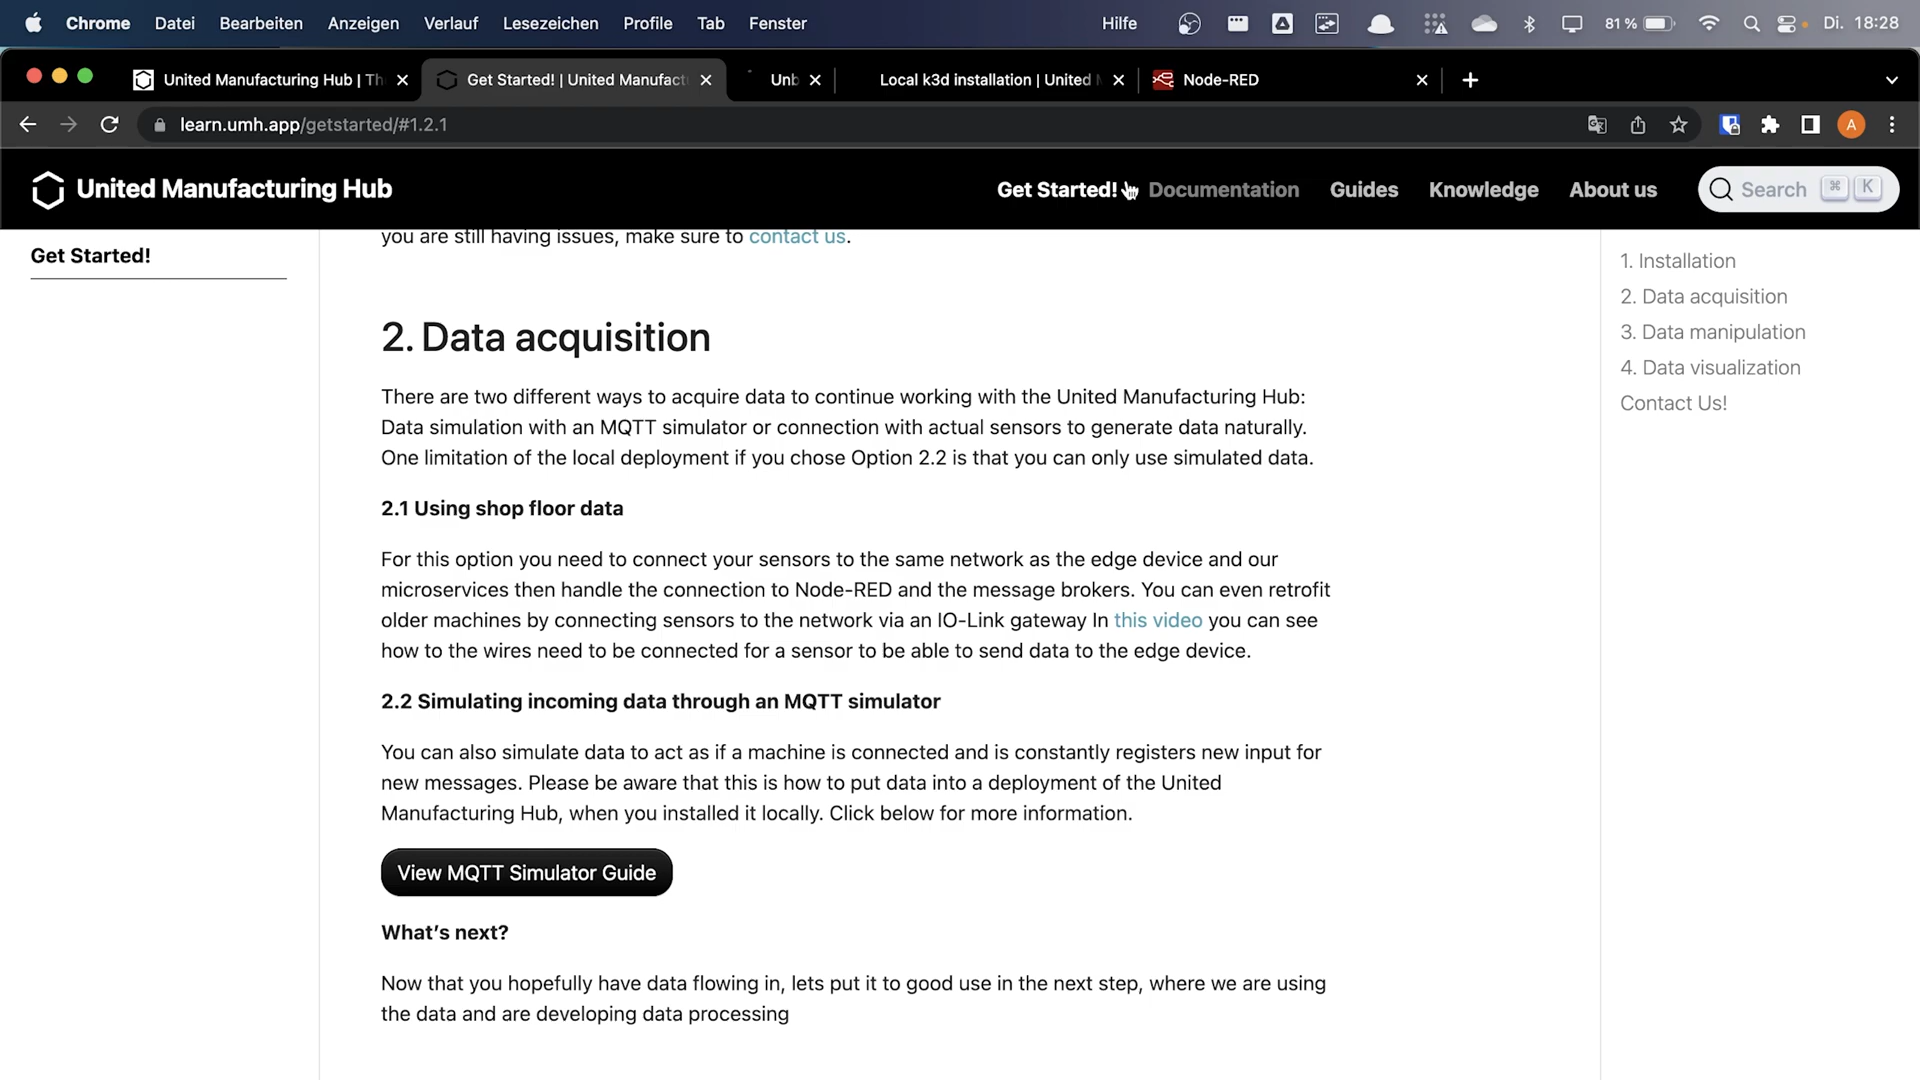 Chrome Datei Bearbeiten Anzeigen Verlauf Lesezeichen Profile Tab Fenster Hilfe 81 % Di. 18:28
United Manufacturing Hub | Th
Get Started! | United Manufact
Unb
Local k3d installation | United
Node-RED
learn.umh.app/getstarted/#1.2.1
A
United Manufacturing Hub
Get Started! Documentation Guides Knowledge About us
Search ⌘ K
Get Started!
you are still having issues, make sure to contact us.
2. Data acquisition
There are two different ways to acquire data to continue working with the United Manufacturing Hub:
Data simulation with an MQTT simulator or connection with actual sensors to generate data naturally.
One limitation of the local deployment if you chose Option 2.2 is that you can only use simulated data.
2.1 Using shop floor data
For this option you need to connect your sensors to the same network as the edge device and our
microservices then handle the connection to Node-RED and the message brokers. You can even retrofit
older machines by connecting sensors to the network via an IO-Link gateway In this video you can see
how to the wires need to be connected for a sensor to be able to send data to the edge device.
2.2 Simulating incoming data through an MQTT simulator
You can also simulate data to act as if a machine is connected and is constantly registers new input for
new messages. Please be aware that this is how to put data into a deployment of the United
Manufacturing Hub, when you installed it locally. Click below for more information.
View MQTT Simulator Guide
What's next?
Now that you hopefully have data flowing in, lets put it to good use in the next step, where we are using
the data and are developing data processing
1. Installation
2. Data acquisition
3. Data manipulation
4. Data visualization
Contact Us!